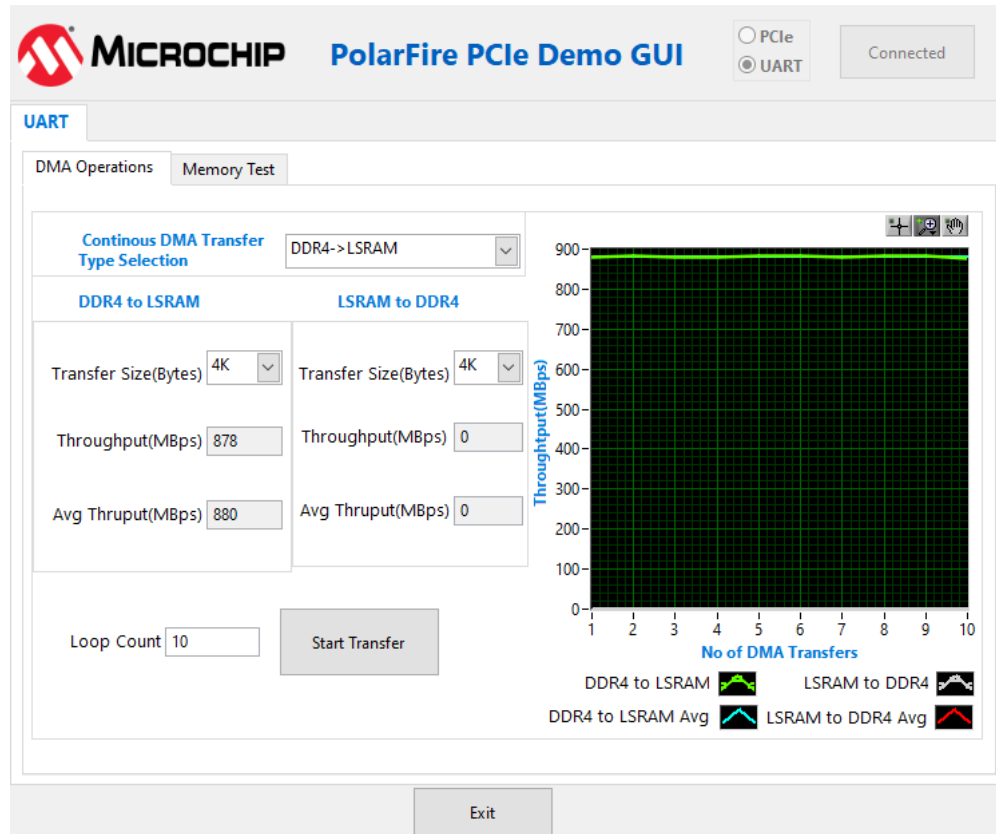 MICROCHIP
PolarFire PCIe Demo GUI
PCIe
UART
Connected
UART
DMA Operations
Memory Test
Continous DMA Transfer
Type Selection
DDR4->LSRAM
DDR4 to LSRAM
LSRAM to DDR4
Transfer Size(Bytes) 4K
Transfer Size(Bytes) 4K
Throughput(MBps) 878
Throughput(MBps) 0
Avg Thruput(MBps) 880
Avg Thruput(MBps) 0
Loop Count 10
Start Transfer
Throughtput(MBps)
900
800
700
600
500
400
300
200
100
0
1 2 3 4 5 6 7 8 9 10
No of DMA Transfers
DDR4 to LSRAM
LSRAM to DDR4
DDR4 to LSRAM Avg
LSRAM to DDR4 Avg
Exit